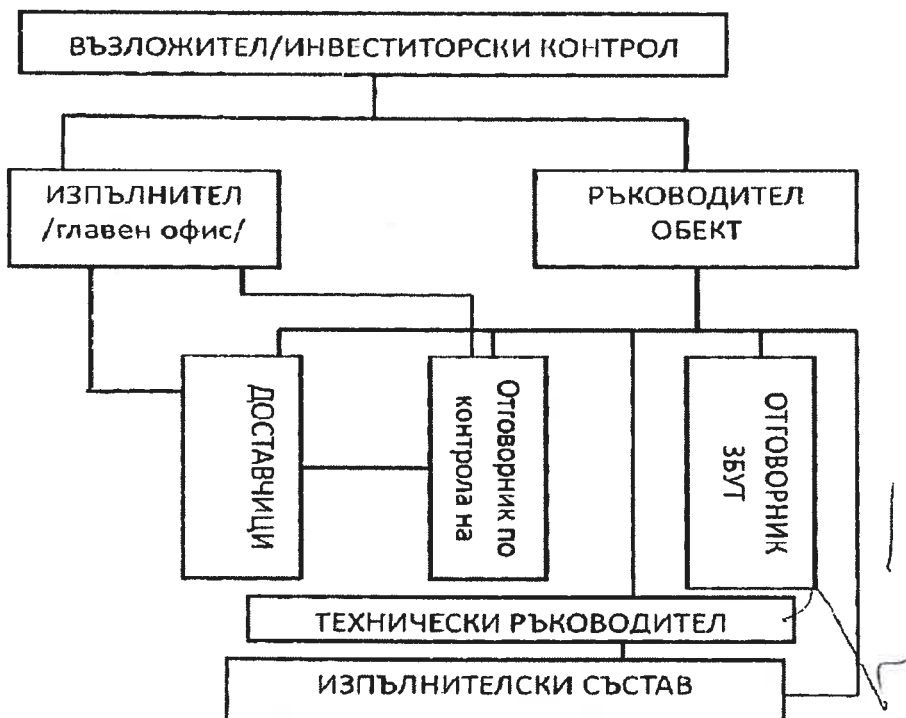 ВЪЗЛОЖИТЕЛ/ИНВЕСТИТОРСКИ КОНТРОЛ
ИЗПЪЛНИТЕЛ
/главен офис/
РЪКОВОДИТЕЛ
ОБЕКТ
ДОСТАВЧИЦИ
Отговорник по
контрола на
ОТГОВОРНИК
ЗБУТ
ТЕХНИЧЕСКИ РЪКОВОДИТЕЛ
ИЗПЪЛНИТЕЛСКИ СЪСТАВ